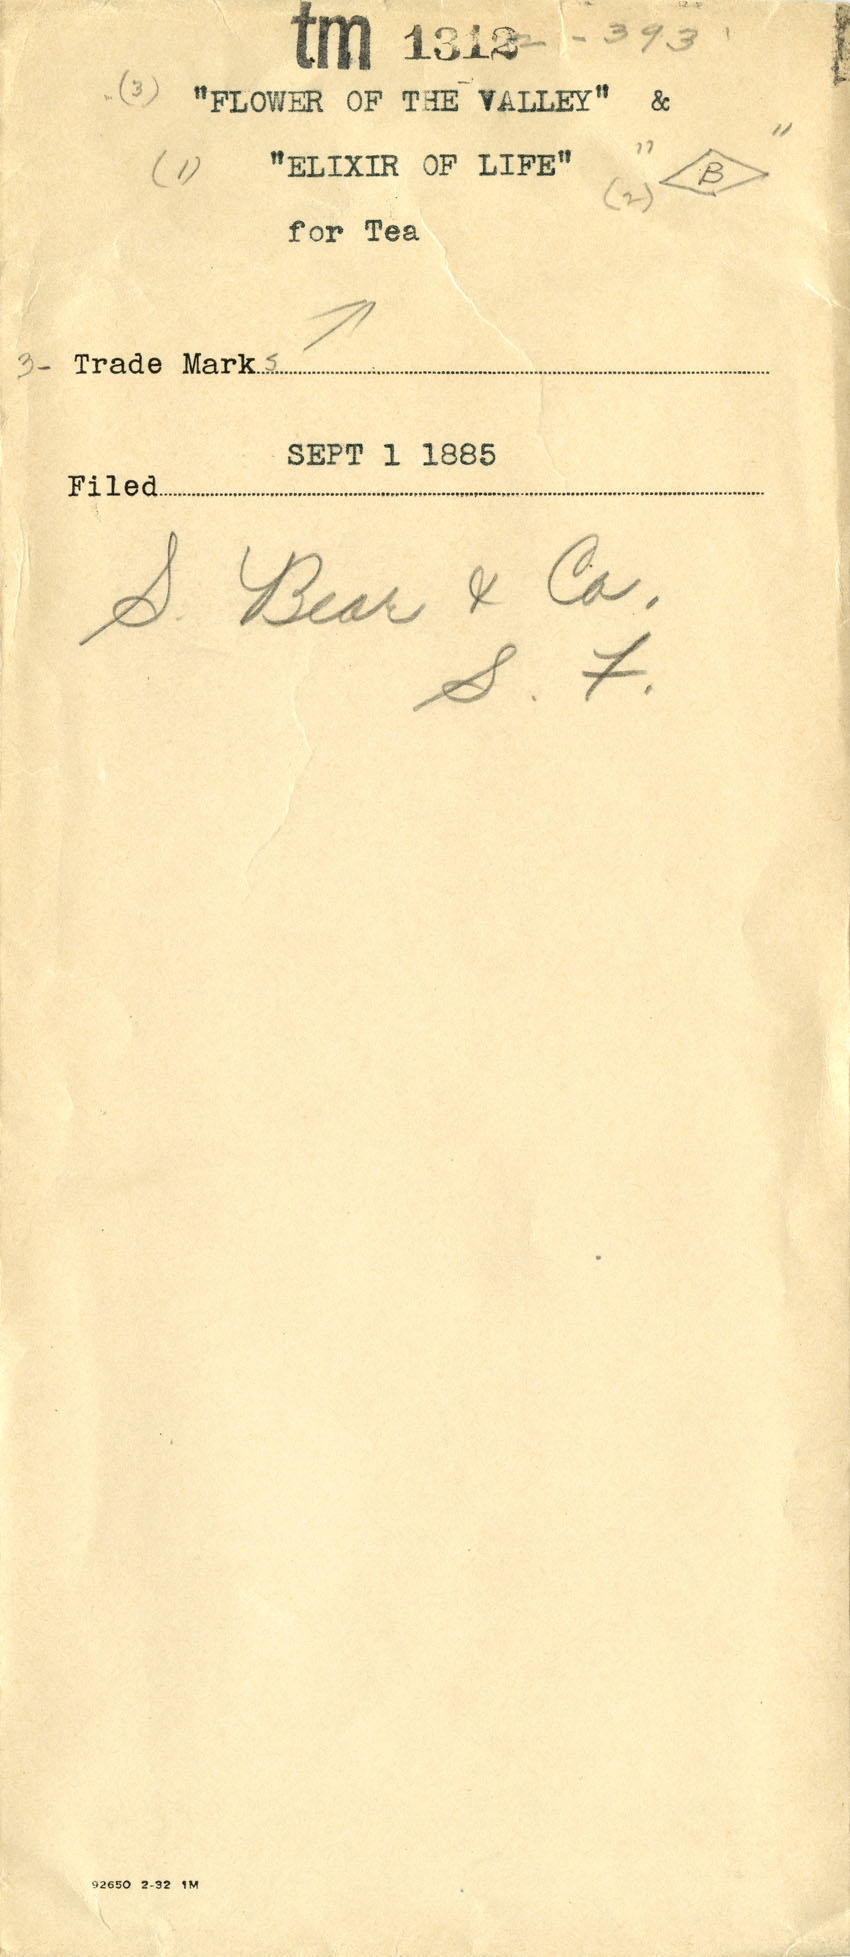 tm 1312 - 393
(3) "FLOWER OF THE VALLEY" &
(1) "ELIXIR OF LIFE" (2) "B"
for Tea
3- Trade Marks
SEPT 1 1885
Filed
S. Bear & Co.
S. F.
92650 2-32 1M